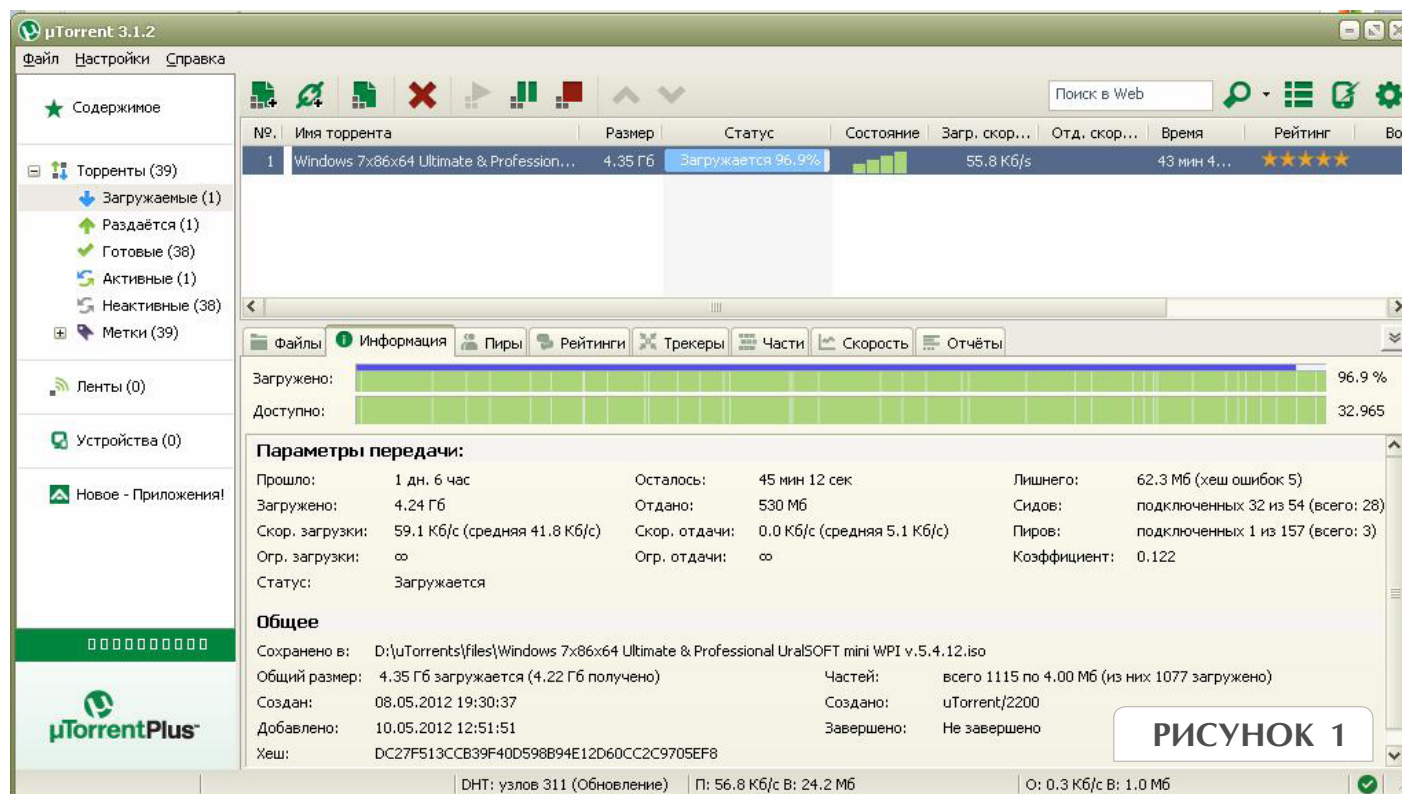 µTorrent 3.1.2
Файл Настройки Справка
Содержимое
Поиск в Web
Торренты (39)
Загружаемые (1)
Раздаётся (1)
Готовые (38)
Активные (1)
Неактивные (38)
Метки (39)
Ленты (0)
Устройства (0)
Новое - Приложения!
µTorrentPlus
№. Имя торрента Размер Статус Состояние Загр. скор... Отд. скор... Время Рейтинг Во
1 Windows 7x86x64 Ultimate & Profession... 4.35 Гб Загружается 96.9% 55.8 Кб/s 43 мин 4...
Файлы Информация Пиры Рейтинги Трекеры Части Скорость Отчёты
Загружено: 96.9 %
Доступно: 32.965
Параметры передачи:
Прошло: 1 дн. 6 час Осталось: 45 мин 12 сек Лишнего: 62.3 Мб (хеш ошибок 5)
Загружено: 4.24 Гб Отдано: 530 Мб Сидов: подключенных 32 из 54 (всего: 28)
Скор. загрузки: 59.1 Кб/с (средняя 41.8 Кб/с) Скор. отдачи: 0.0 Кб/с (средняя 5.1 Кб/с) Пиров: подключенных 1 из 157 (всего: 3)
Огр. загрузки: ∞ Огр. отдачи: ∞ Коэффициент: 0.122
Статус: Загружается
Общее
Сохранено в: D:\uTorrents\files\Windows 7x86x64 Ultimate & Professional UralSOFT mini WPI v.5.4.12.iso
Общий размер: 4.35 Гб загружается (4.22 Гб получено) Частей: всего 1115 по 4.00 Мб (из них 1077 загружено)
Создан: 08.05.2012 19:30:37 Создано: uTorrent/2200
Добавлено: 10.05.2012 12:51:51 Завершено: Не завершено
Хеш: DC27F513CCB39F40D598B94E12D60CC2C9705EF8
РИСУНОК 1
DHT: узлов 311 (Обновление) П: 56.8 Кб/с В: 24.2 Мб О: 0.3 Кб/с В: 1.0 Мб